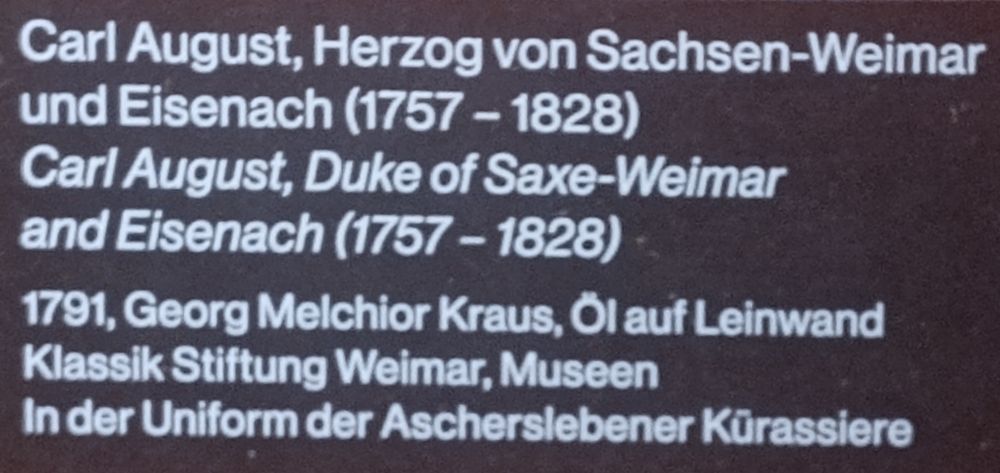 Carl August, Herzog von Sachsen-Weimar
und Eisenach (1757 – 1828)
Carl August, Duke of Saxe-Weimar
and Eisenach (1757 – 1828)
1791, Georg Melchior Kraus, Öl auf Leinwand
Klassik Stiftung Weimar, Museen
In der Uniform der Ascherslebener Kürassiere